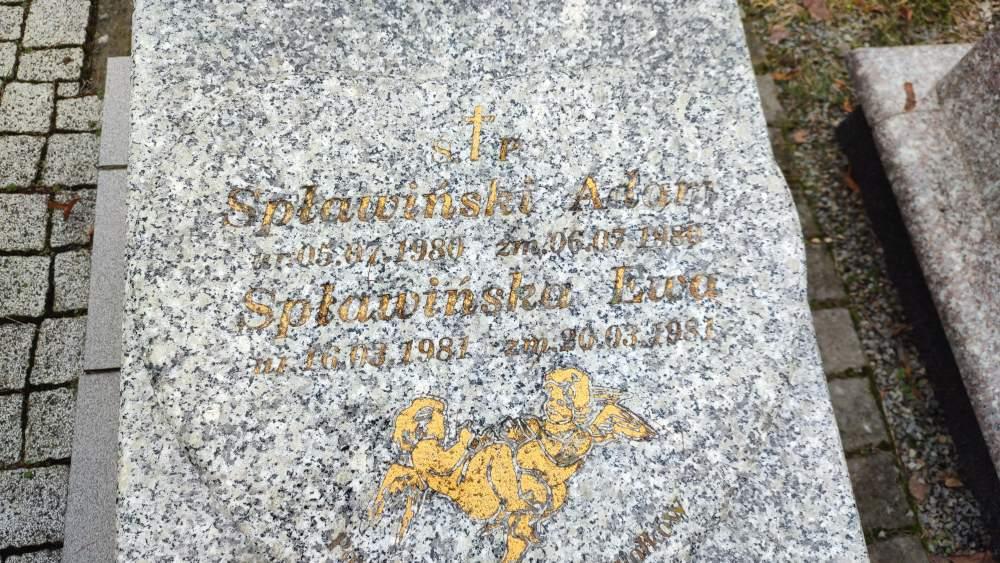 Ś. P.
Spławiński Adam
ur. 05.07.1980 zm. 06.07.1980
Spławińska Ewa
ur. 16.03.1981 zm. 20.03.1981